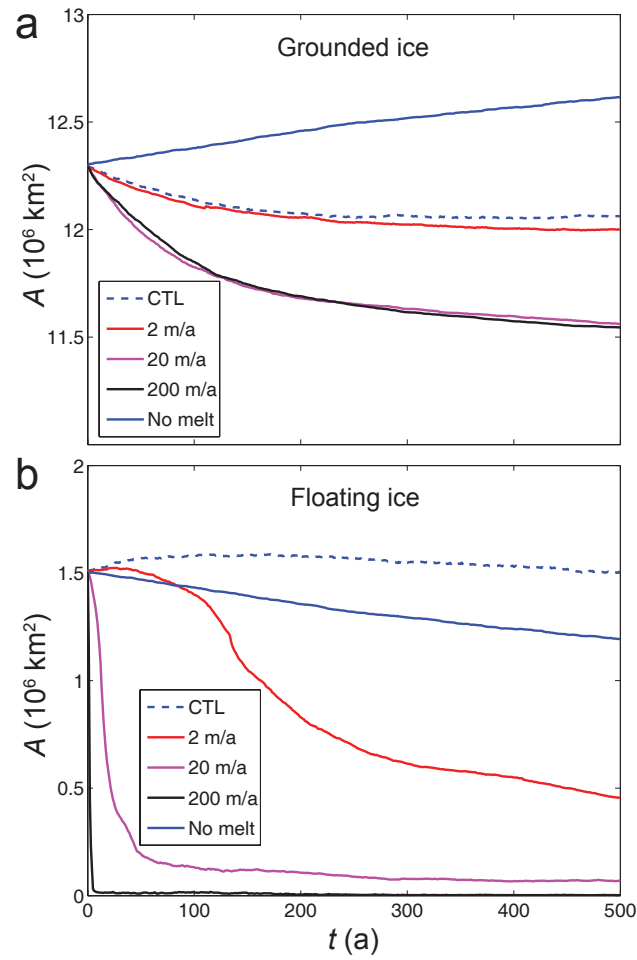 a
Grounded ice
13
12.5
12
11.5
A (10⁶ km²)
CTL
2 m/a
20 m/a
200 m/a
No melt
b
Floating ice
2
1.5
1
0.5
0
A (10⁶ km²)
CTL
2 m/a
20 m/a
200 m/a
No melt
0 100 200 300 400 500
t (a)